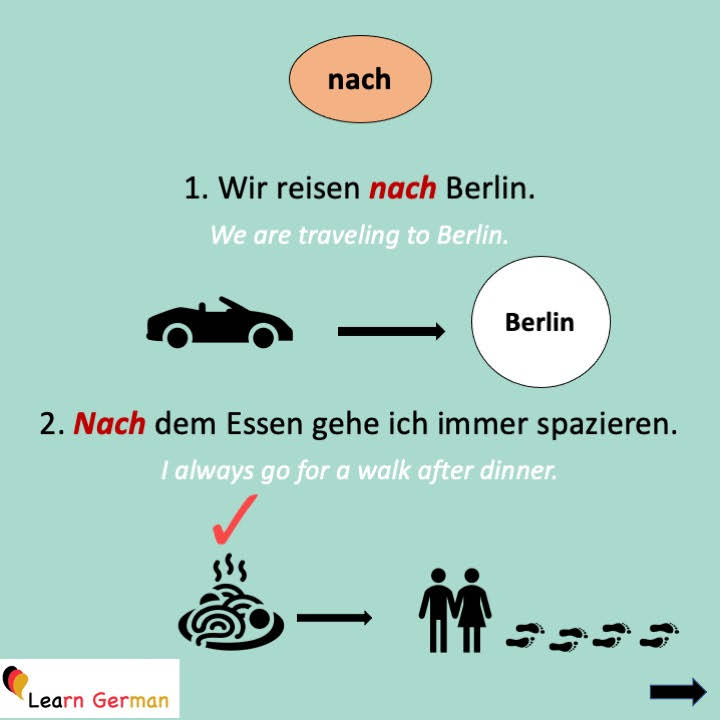 nach
1. Wir reisen nach Berlin.
We are traveling to Berlin.
Berlin
2. Nach dem Essen gehe ich immer spazieren.
I always go for a walk after dinner.
Learn German